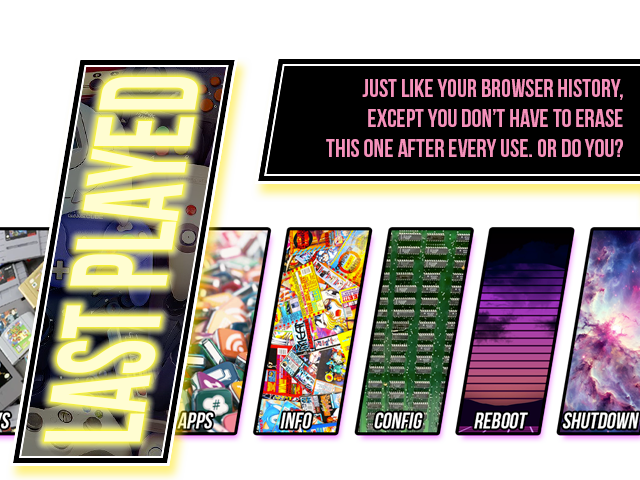 JUST LIKE YOUR BROWSER HISTORY,
EXCEPT YOU DON'T HAVE TO ERASE
THIS ONE AFTER EVERY USE. OR DO YOU?
LAST PLAYED
APPS
INFO
CONFIG
REBOOT
SHUTDOWN